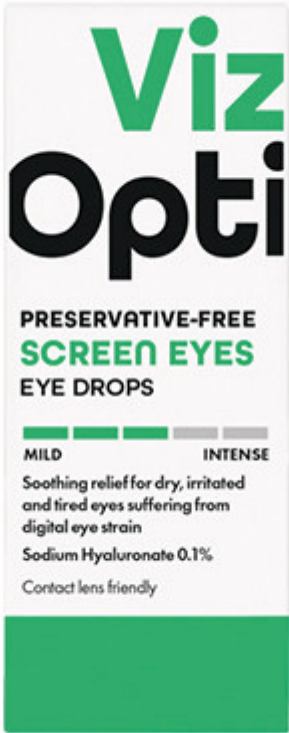 Viz
Opti
PRESERVATIVE-FREE
SCREEN EYES
EYE DROPS
MILD INTENSE
Soothing relief for dry, irritated
and tired eyes suffering from
digital eye strain
Sodium Hyaluronate 0.1%
Contact lens friendly